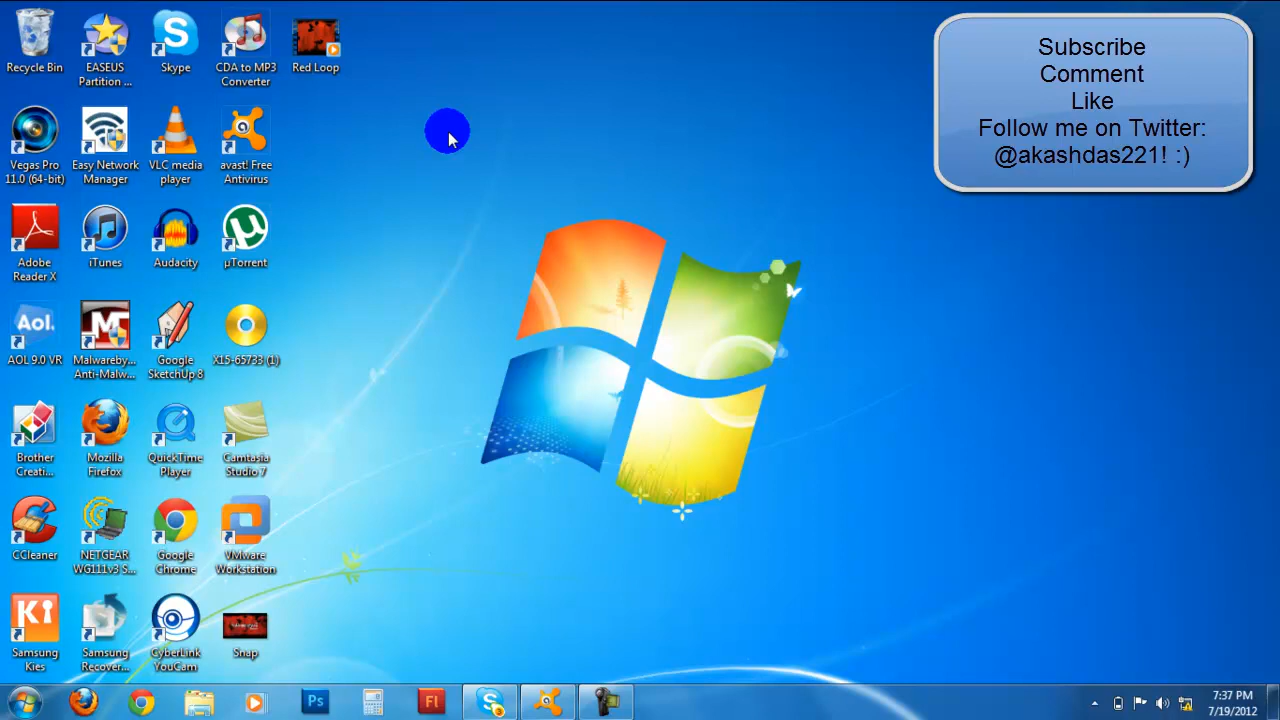 Subscribe
Comment
Like
Follow me on Twitter:
@akashdas221! :)
Recycle Bin
EASEUS
Partition ...
Skype
CDA to MP3
Converter
Red Loop
Vegas Pro
11.0 (64-bit)
Easy Network
Manager
VLC media
player
avast! Free
Antivirus
Adobe
Reader X
iTunes
Audacity
µTorrent
Aol.
AOL 9.0 VR
Malwareby...
Anti-Malw...
Google
SketchUp 8
X15-65733 (1)
Brother
Creati...
Mozilla
Firefox
QuickTime
Player
Camtasia
Studio 7
CCleaner
NETGEAR
WG111v3 S...
Google
Chrome
VMware
Workstation
Ki
Samsung
Kies
Samsung
Recover...
CyberLink
YouCam
Snap
Ps
Fl
7:37 PM
7/19/2012